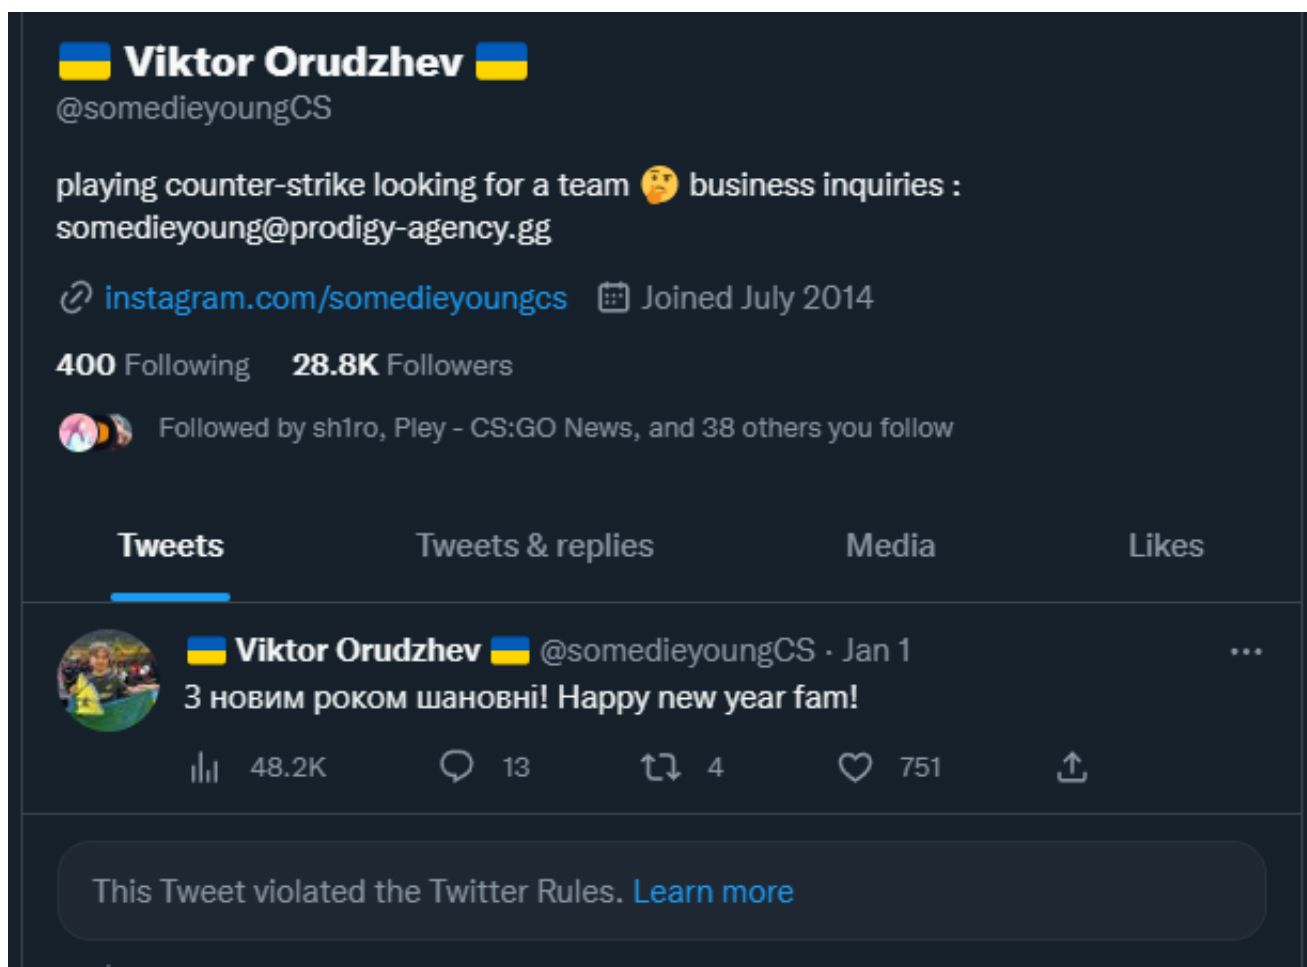 🇺🇦 Viktor Orudzhev 🇺🇦
@somedieyoungCS
playing counter-strike looking for a team 🤔 business inquiries :
somedieyoung@prodigy-agency.gg
instagram.com/somedieyoungcs Joined July 2014
400 Following 28.8K Followers
Followed by sh1ro, Pley - CS:GO News, and 38 others you follow
Tweets Tweets & replies Media Likes
🇺🇦 Viktor Orudzhev 🇺🇦 @somedieyoungCS · Jan 1
З новим роком шановні! Happy new year fam!
48.2K 13 4 751
This Tweet violated the Twitter Rules. Learn more